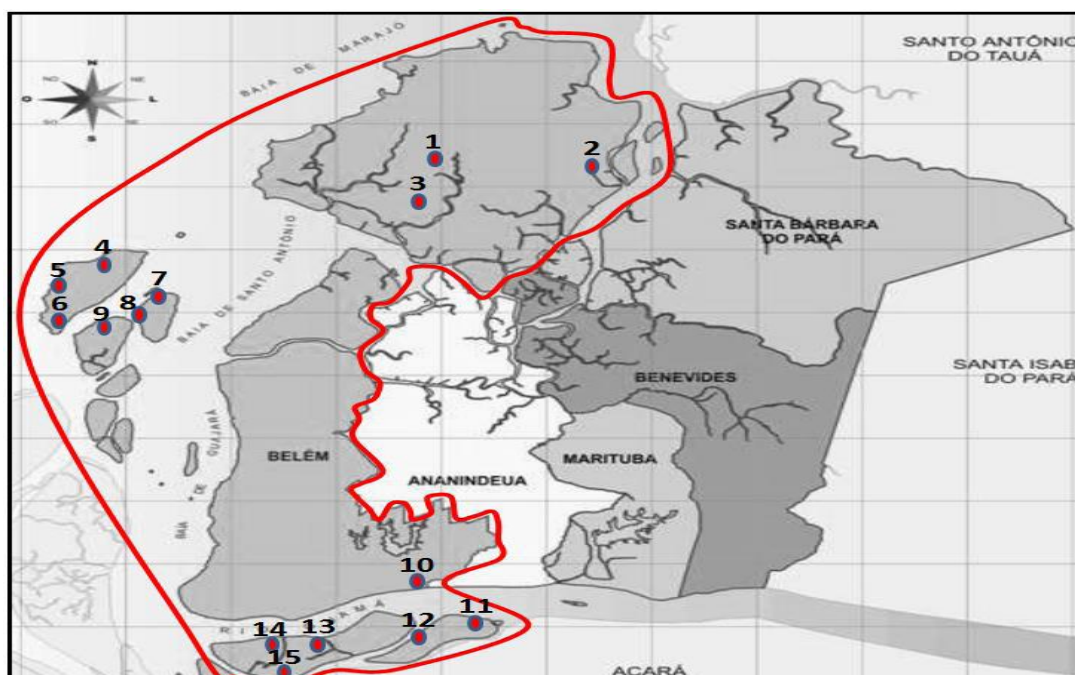 BAIA DE MARAJÓ
SANTO ANTÔNIO
DO TAUÁ
N
NO
NE
O
L
SO
SE
S
1
2
3
SANTA BÁRBARA
DO PARÁ
BAIA DE SANTO ANTÔNIO
4
5
7
6
8
9
BENEVIDES
SANTA ISAB
DO PARÁ
BAÍA DE GUAJARÁ
BELÉM
MARITUBA
ANANINDEUA
10
11
12
13
14
15
ACARÁ